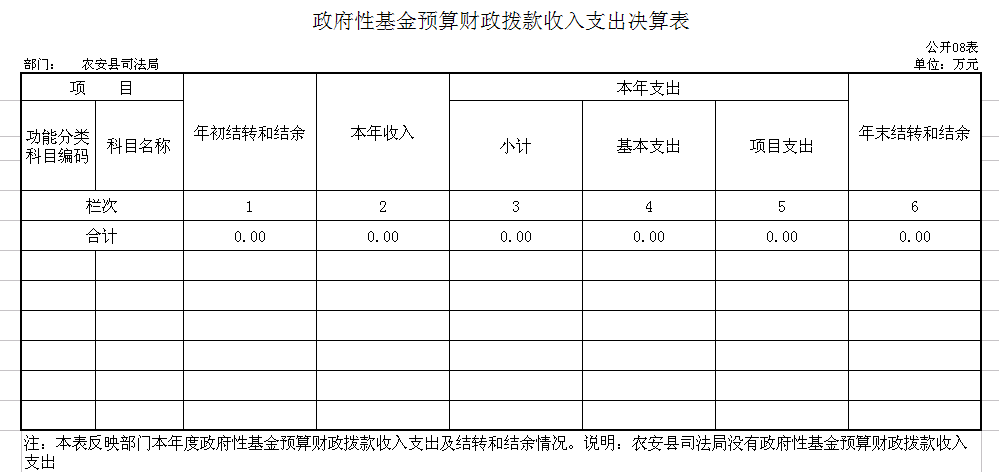 政府性基金预算财政拨款收入支出决算表
公开08表
部门： 农安县司法局 单位：万元
项 目 年初结转和结余 本年收入 本年支出 年末结转和结余
功能分类科目编码 科目名称 小计 基本支出 项目支出
栏次 1 2 3 4 5 6
合计 0.00 0.00 0.00 0.00 0.00 0.00
注：本表反映部门本年度政府性基金预算财政拨款收入支出及结转和结余情况。说明：农安县司法局没有政府性基金预算财政拨款收入
支出